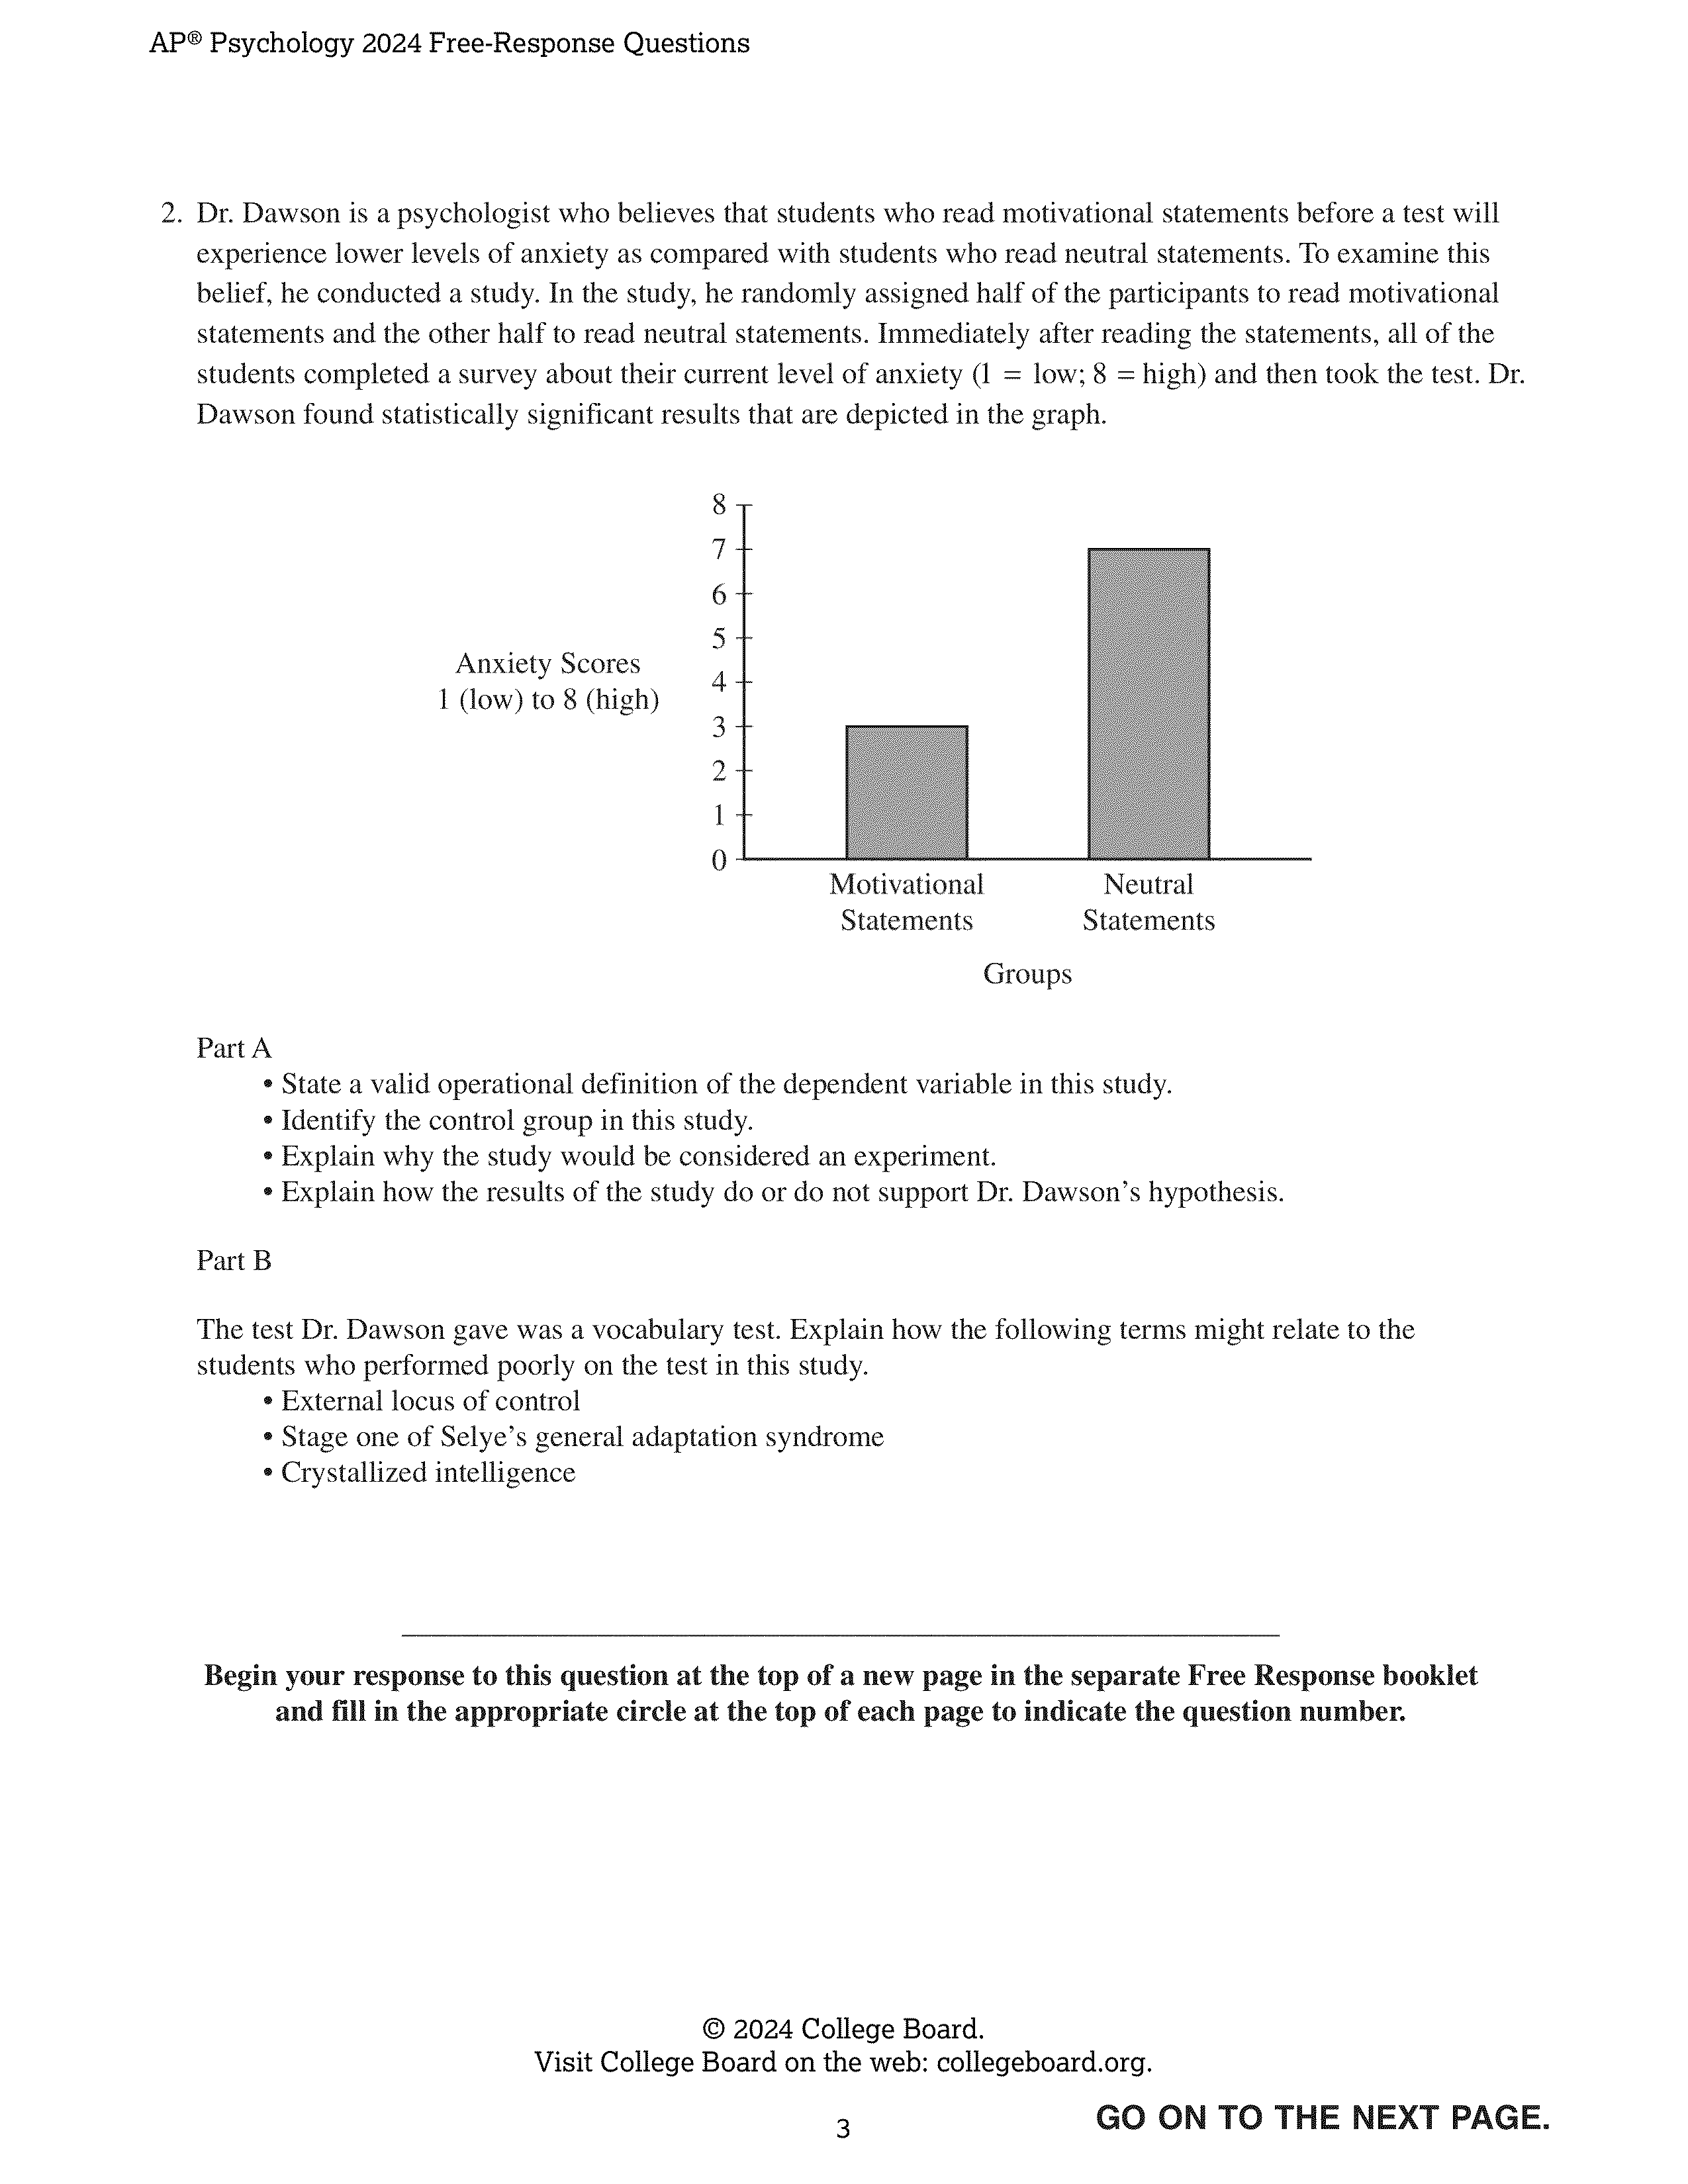 AP® Psychology 2024 Free-Response Questions
2. Dr. Dawson is a psychologist who believes that students who read motivational statements before a test will
experience lower levels of anxiety as compared with students who read neutral statements. To examine this
belief, he conducted a study. In the study, he randomly assigned half of the participants to read motivational
statements and the other half to read neutral statements. Immediately after reading the statements, all of the
students completed a survey about their current level of anxiety (1 = low; 8 = high) and then took the test. Dr.
Dawson found statistically significant results that are depicted in the graph.
8
7
6
5
Anxiety Scores
1 (low) to 8 (high)
4
3
2
1
0
Motivational
Statements
Neutral
Statements
Groups
Part A
• State a valid operational definition of the dependent variable in this study.
• Identify the control group in this study.
• Explain why the study would be considered an experiment.
• Explain how the results of the study do or do not support Dr. Dawson's hypothesis.
Part B
The test Dr. Dawson gave was a vocabulary test. Explain how the following terms might relate to the
students who performed poorly on the test in this study.
• External locus of control
• Stage one of Selye's general adaptation syndrome
• Crystallized intelligence
Begin your response to this question at the top of a new page in the separate Free Response booklet
and fill in the appropriate circle at the top of each page to indicate the question number.
© 2024 College Board.
Visit College Board on the web: collegeboard.org.
3
GO ON TO THE NEXT PAGE.